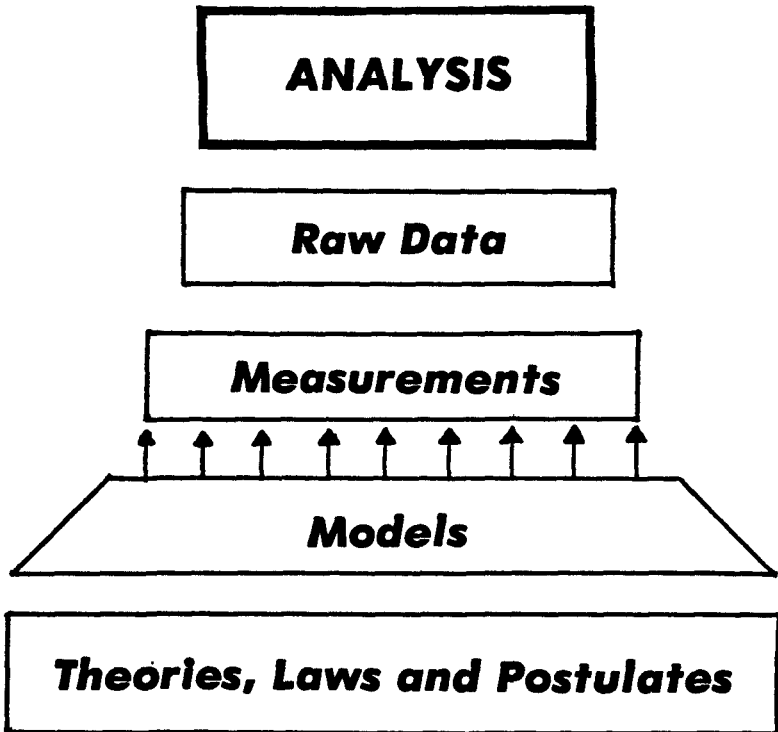 ANALYSIS
Raw Data
Measurements
Models
Theories, Laws and Postulates